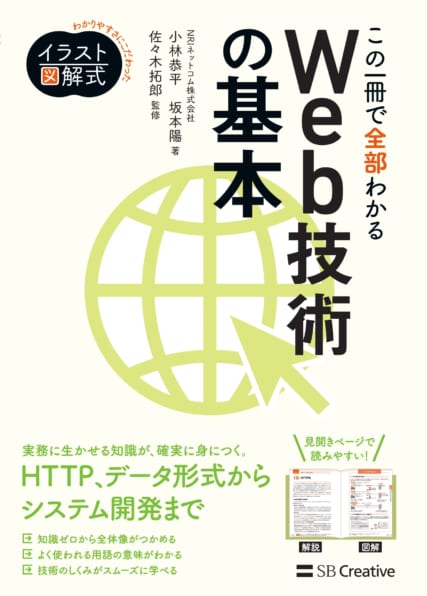 わかりやすさにこだわった
イラスト
図解式
この一冊で全部わかる
Web技術
の基本
NRIネットコム株式会社
小林恭平　坂本陽 著
佐々木拓郎 監修
実務に生かせる知識が、確実に身につく。
HTTP、データ形式から
システム開発まで
知識ゼロから全体像がつかめる
よく使われる用語の意味がわかる
技術のしくみがスムーズに学べる
見開きページで
読みやすい!
解説
図解
SB Creative